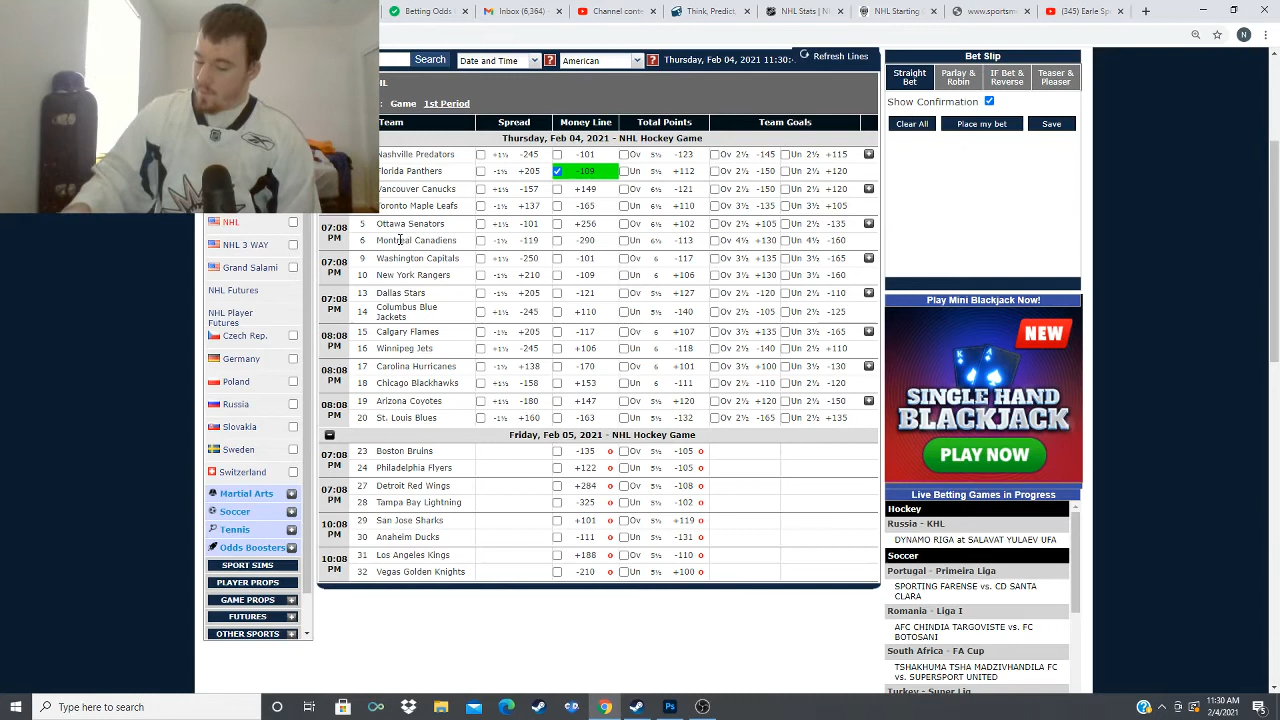 Betting Odds
Inbox (6,364)
Channel conte
Think, Predict
NHL Stats | N
NHL Starting
www.sportsm
(345) Earle Sp
Search
Date and Time
?
American
?
Thursday, Feb 04, 2021 11:30:
Refresh Lines
HL
: Game 1st Period
Team Spread Money Line Total Points Team Goals
Thursday, Feb 04, 2021 - NHL Hockey Game
Nashville Predators +1½ -245 -101 Ov 5½ -123 Ov 2½ -145 Un 2½ +115
Florida Panthers -1½ +205 -109 Un 5½ +112 Ov 2½ -150 Un 2½ +120
Vancouver Canucks +1½ -157 +149 Ov 6½ -130 Ov 2½ -150 Un 2½ +120
Toronto Maple Leafs -1½ +137 -165 Un 6½ +110 Ov 3½ -105 Un 3½ -125
07:08 PM
5 Ottawa Senators +1½ -101 +256 Ov 6½ +102 Ov 2½ +105 Un 2½ -135
6 Montreal Canadiens -1½ -119 -290 Un 6½ -113 Ov 4½ +130 Un 4½ -160
07:08 PM
9 Washington Capitals +1½ -250 -101 Ov 6 -117 Ov 3½ +135 Un 3½ -165
10 New York Rangers -1½ +210 -109 Un 6 +106 Ov 3½ +130 Un 3½ -160
07:08 PM
13 Dallas Stars -1½ +205 -121 Ov 5½ +127 Ov 2½ -120 Un 2½ -110
14 Columbus Blue Jackets +1½ -245 +110 Un 5½ -140 Ov 2½ -105 Un 2½ -125
08:08 PM
15 Calgary Flames -1½ +205 -117 Ov 6 +107 Ov 3½ +135 Un 3½ -165
16 Winnipeg Jets +1½ -245 +106 Un 6 -118 Ov 2½ -140 Un 2½ +110
08:08 PM
17 Carolina Hurricanes -1½ +138 -170 Ov 6 +101 Ov 3½ +100 Un 3½ -130
18 Chicago Blackhawks +1½ -158 +153 Un 6 -111 Ov 2½ -110 Un 2½ -120
08:08 PM
19 Arizona Coyotes +1½ -180 +147 Ov 5½ +120 Ov 2½ +120 Un 2½ -150
20 St. Louis Blues -1½ +160 -163 Un 5½ -132 Ov 2½ -165 Un 2½ +135
Friday, Feb 05, 2021 - NHL Hockey Game
07:08 PM
23 Boston Bruins -135 o Ov 5½ -105 o
24 Philadelphia Flyers +122 o Un 5½ -105 o
07:08 PM
27 Detroit Red Wings +284 o Ov 5½ -108 o
28 Tampa Bay Lightning -325 o Un 5½ -102 o
10:08 PM
29 San Jose Sharks +101 o Ov 5½ +119 o
30 Anaheim Ducks -111 o Un 5½ -131 o
10:08 PM
31 Los Angeles Kings +188 o Ov 5½ -110 o
32 Vegas Golden Knights -210 o Un 5½ +100 o
NHL
NHL 3 WAY
Grand Salami
NHL Futures
NHL Player
Futures
Czech Rep.
Germany
Poland
Russia
Slovakia
Sweden
Switzerland
Martial Arts
Soccer
Tennis
Odds Boosters
SPORT SIMS
PLAYER PROPS
GAME PROPS
FUTURES
OTHER SPORTS
Bet Slip
Straight Bet
Parlay & Robin
IF Bet & Reverse
Teaser & Pleaser
Show Confirmation
Clear All
Place my bet
Save
Play Mini Blackjack Now!
NEW
SINGLE HAND
BLACKJACK
PLAY NOW
Live Betting Games in Progress
Hockey
Russia - KHL
DYNAMO RIGA at SALAVAT YULAEV UFA
Soccer
Portugal - Primeira Liga
SPORTING FARENSE vs. CD SANTA
CLARA
Romania - Liga I
AFC CHINDIA TARGOVISTE vs. FC
BOTOSANI
South Africa - FA Cup
TSHAKHUMA TSHA MADZIVHANDILA FC
vs. SUPERSPORT UNITED
Turkey - Super Lig
Type here to search
11:30 AM
2/4/2021